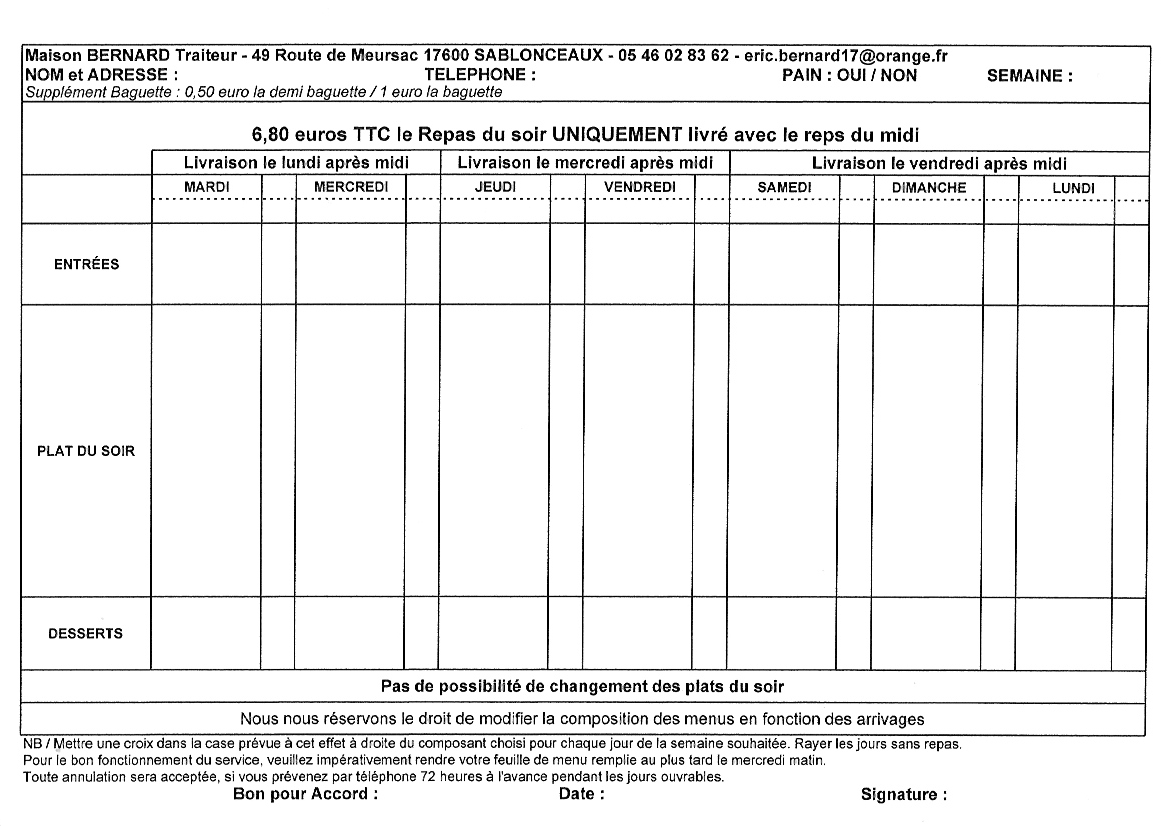 Maison BERNARD Traiteur - 49 Route de Meursac 17600 SABLONCEAUX - 05 46 02 83 62 - eric.bernard17@orange.fr
NOM et ADRESSE : TELEPHONE : PAIN : OUI / NON SEMAINE :
Supplément Baguette : 0,50 euro la demi baguette / 1 euro la baguette
6,80 euros TTC le Repas du soir UNIQUEMENT livré avec le reps du midi
Livraison le lundi après midi Livraison le mercredi après midi Livraison le vendredi après midi
MARDI MERCREDI JEUDI VENDREDI SAMEDI DIMANCHE LUNDI
ENTRÉES
PLAT DU SOIR
DESSERTS
Pas de possibilité de changement des plats du soir
Nous nous réservons le droit de modifier la composition des menus en fonction des arrivages
NB / Mettre une croix dans la case prévue à cet effet à droite du composant choisi pour chaque jour de la semaine souhaitée. Rayer les jours sans repas.
Pour le bon fonctionnement du service, veuillez impérativement rendre votre feuille de menu remplie au plus tard le mercredi matin.
Toute annulation sera acceptée, si vous prévenez par téléphone 72 heures à l'avance pendant les jours ouvrables.
Bon pour Accord : Date : Signature :